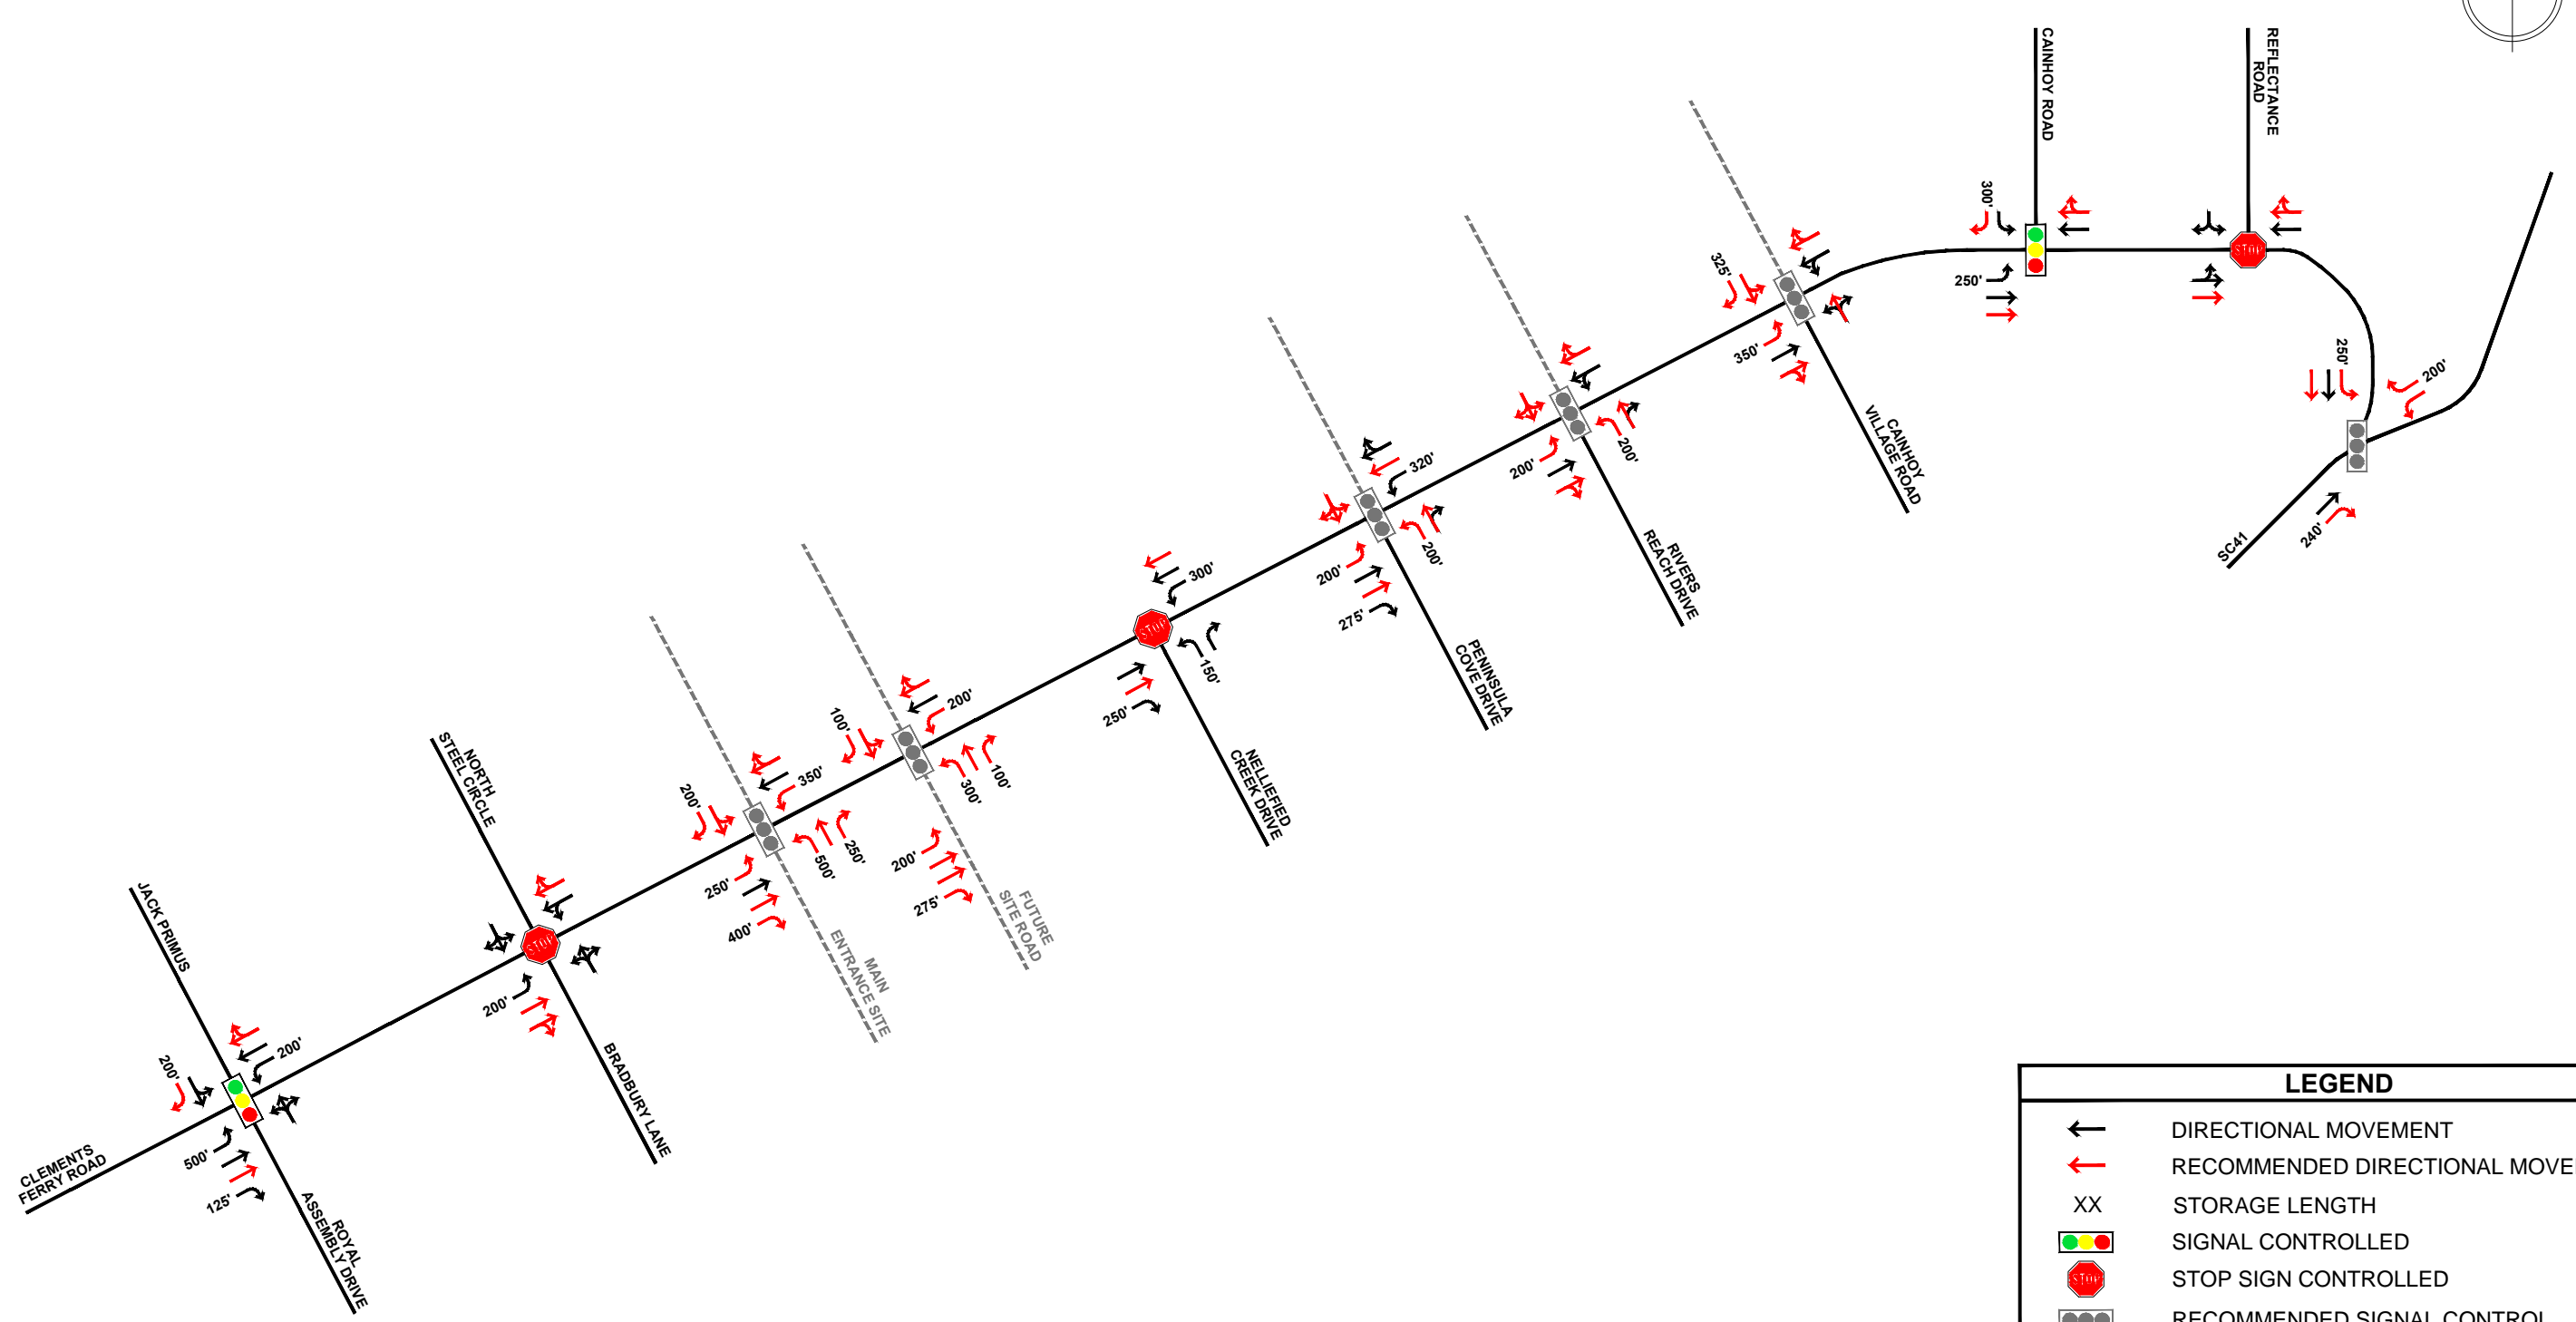 CAINHOY ROAD
REFLECTANCE
ROAD
300'
250'
325'
350'
CAINHOY
VILLAGE ROAD
250'
200'
240'
SC41
200'
200'
RIVERS
REACH DRIVE
320'
200'
200'
275'
PENINSULA
COVE DRIVE
300'
150'
250'
NELLIEFIED
CREEK DRIVE
STOP
STOP
STOP
200'
100'
300'
100'
200'
275'
FUTURE
SITE ROAD
350'
200'
500'
250'
250'
400'
MAIN
ENTRANCE SITE
NORTH
STEEL CIRCLE
200'
BRADBURY LANE
JACK PRIMUS
200'
200'
500'
125'
CLEMENTS
FERRY ROAD
ROYAL
ASSEMBLY DRIVE
LEGEND
DIRECTIONAL MOVEMENT
RECOMMENDED DIRECTIONAL MOVE
XX STORAGE LENGTH
SIGNAL CONTROLLED
STOP STOP SIGN CONTROLLED
RECOMMENDED SIGNAL CONTROL